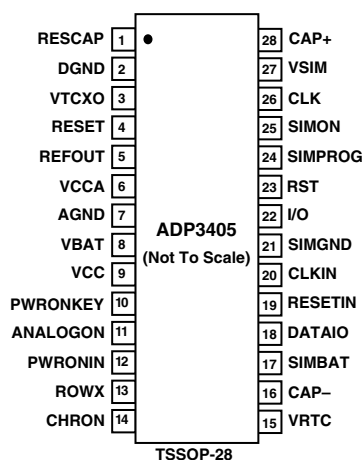 RESCAP 1 28 CAP+
DGND 2 27 VSIM
VTCXO 3 26 CLK
RESET 4 25 SIMON
REFOUT 5 24 SIMPROG
VCCA 6 23 RST
AGND 7 22 I/O
ADP3405
(Not To Scale)
VBAT 8 21 SIMGND
VCC 9 20 CLKIN
PWRONKEY 10 19 RESETIN
ANALOGON 11 18 DATAIO
PWRONIN 12 17 SIMBAT
ROWX 13 16 CAP–
CHRON 14 15 VRTC
TSSOP-28